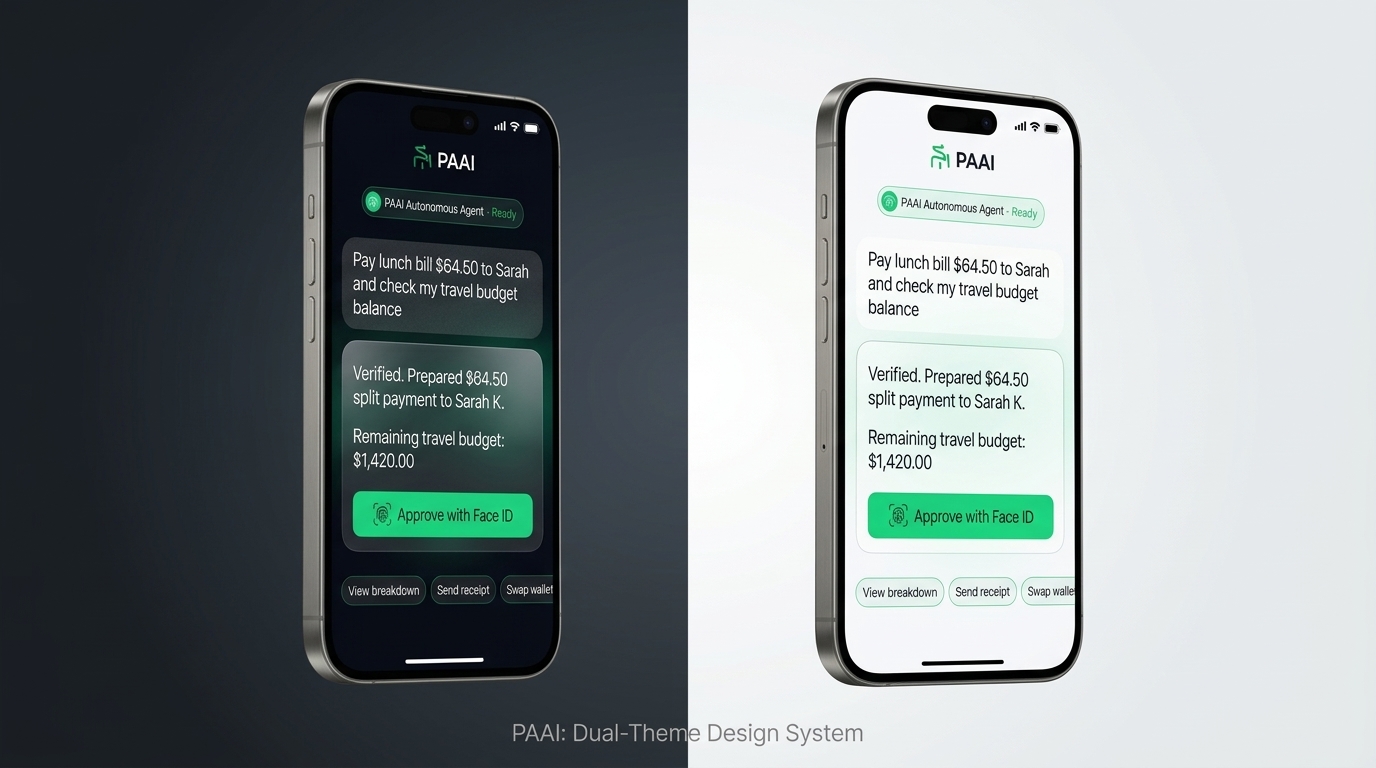 PAAI
PAAI Autonomous Agent - Ready
Pay lunch bill $64.50 to Sarah
and check my travel budget
balance
Verified. Prepared $64.50
split payment to Sarah K.
Remaining travel budget:
$1,420.00
Approve with Face ID
View breakdown
Send receipt
Swap wallet
PAAI
PAAI Autonomous Agent - Ready
Pay lunch bill $64.50 to Sarah
and check my travel budget
balance
Verified. Prepared $64.50
split payment to Sarah K.
Remaining travel budget:
$1,420.00
Approve with Face ID
View breakdown
Send receipt
Swap walle
PAAI: Dual-Theme Design System